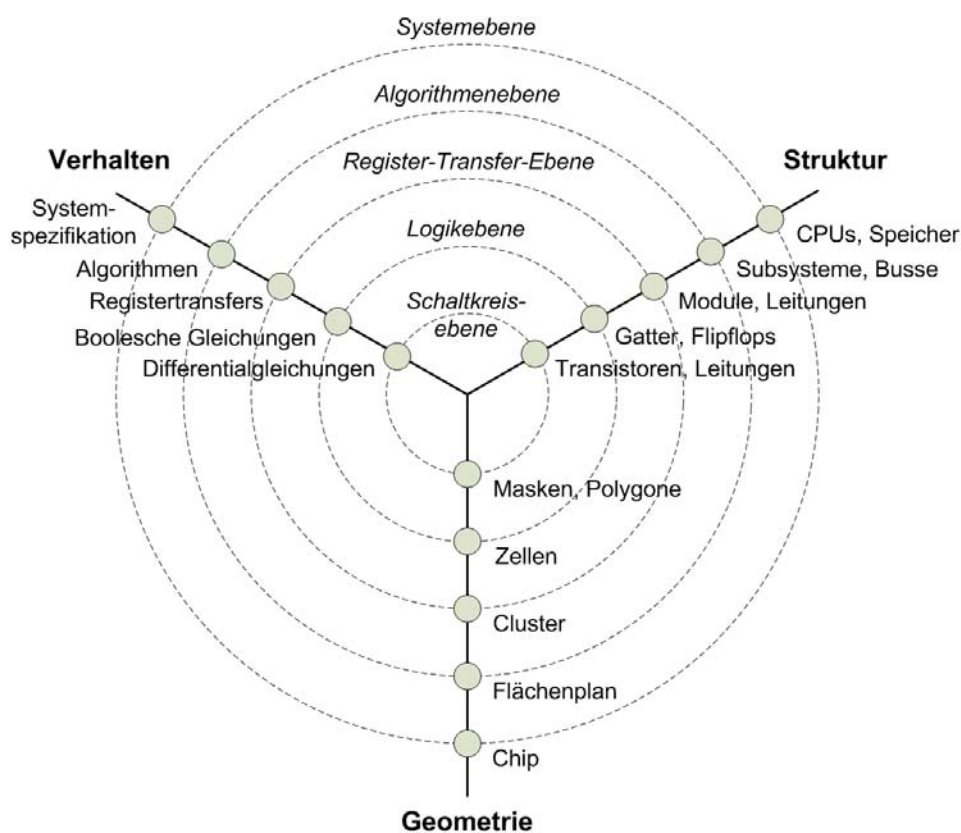 Systemebene
Algorithmenebene
Verhalten
Register-Transfer-Ebene
Struktur
System-
spezifikation
Logikebene
CPUs, Speicher
Algorithmen
Subsysteme, Busse
Registertransfers
Schaltkreis-
ebene
Module, Leitungen
Boolesche Gleichungen
Gatter, Flipflops
Differentialgleichungen
Transistoren, Leitungen
Masken, Polygone
Zellen
Cluster
Flächenplan
Chip
Geometrie